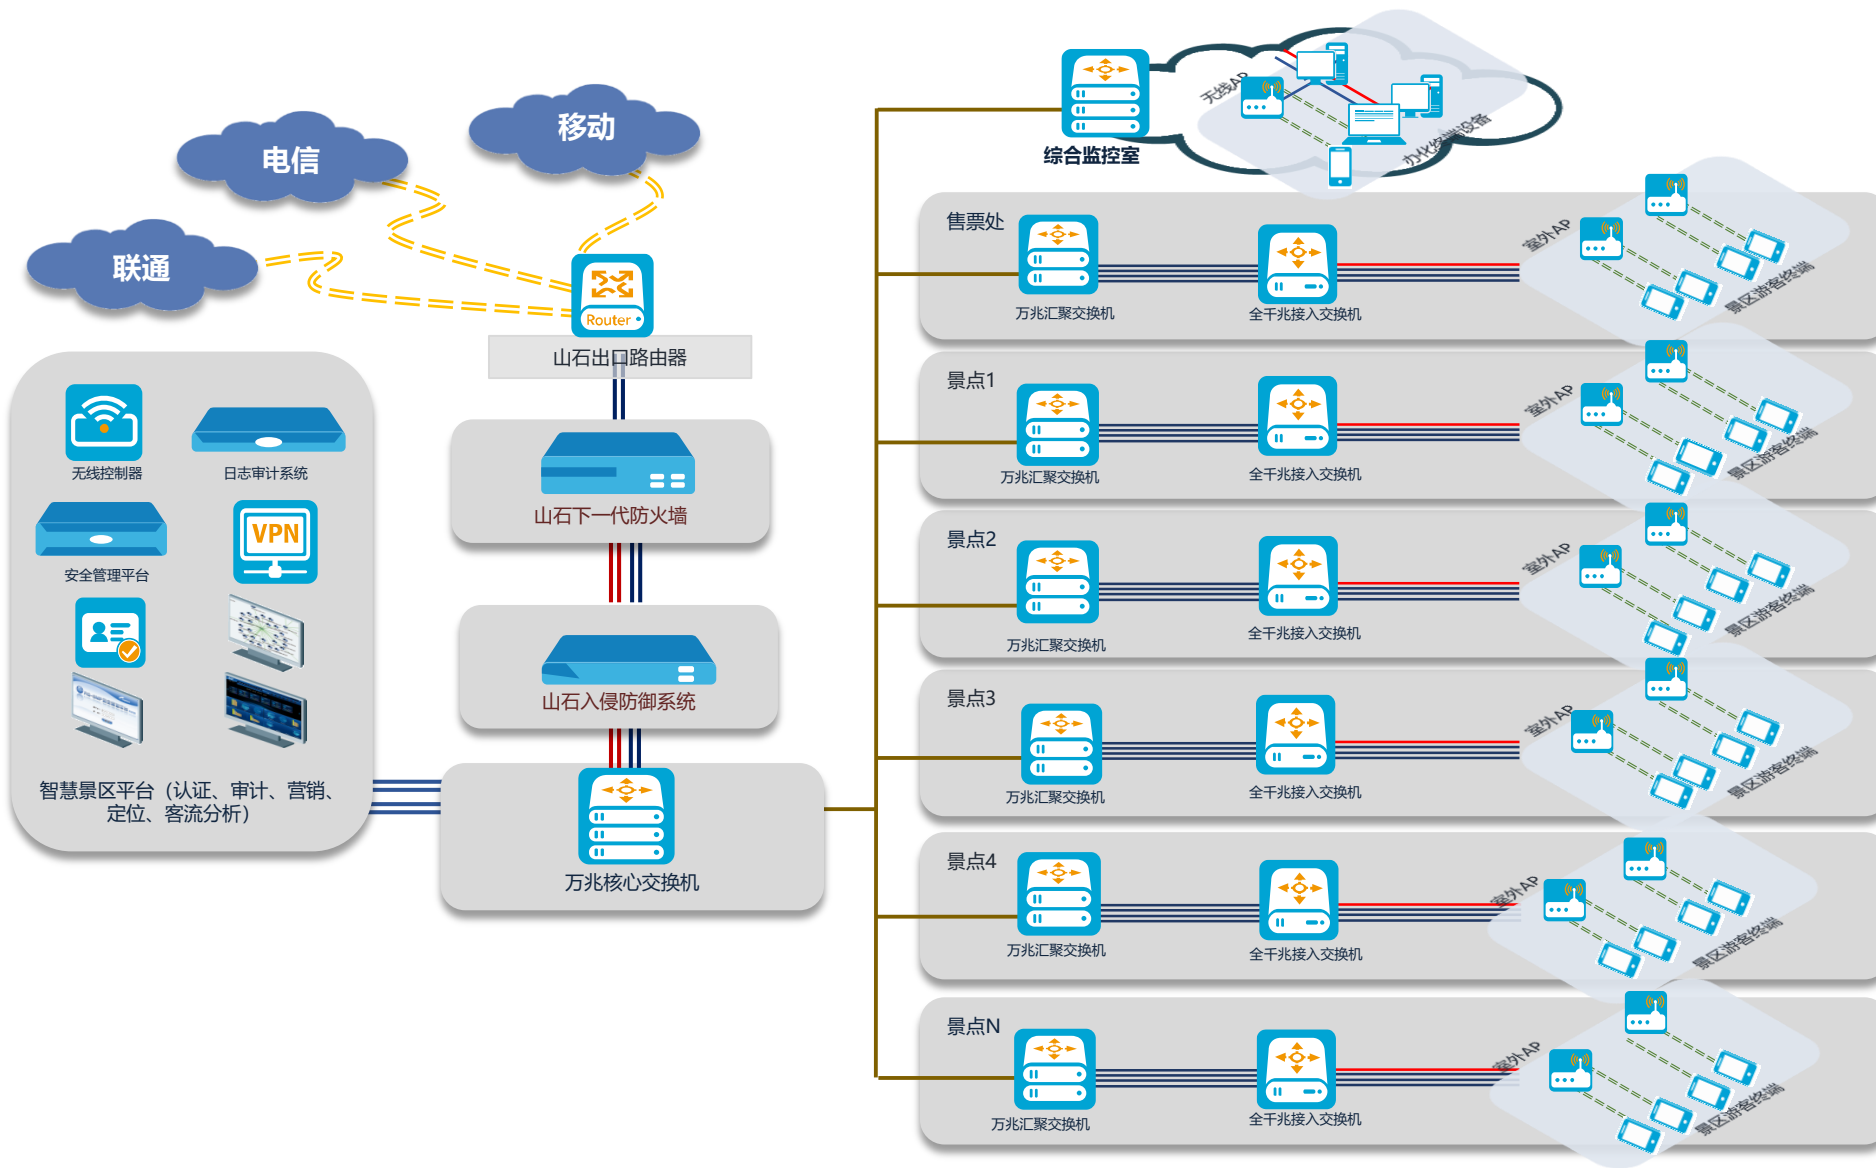 电信
移动
联通
Router
山石出口路由器
无线控制器
日志审计系统
安全管理平台
VPN
智慧景区平台（认证、审计、营销、
定位、客流分析）
山石下一代防火墙
山石入侵防御系统
万兆核心交换机
综合监控室
无线AP
办化终端设备
售票处
万兆汇聚交换机
全千兆接入交换机
室外AP
景区游客终端
景点1
万兆汇聚交换机
全千兆接入交换机
室外AP
景区游客终端
景点2
万兆汇聚交换机
全千兆接入交换机
室外AP
景区游客终端
景点3
万兆汇聚交换机
全千兆接入交换机
室外AP
景区游客终端
景点4
万兆汇聚交换机
全千兆接入交换机
室外AP
景区游客终端
景点N
万兆汇聚交换机
全千兆接入交换机
室外AP
景区游客终端